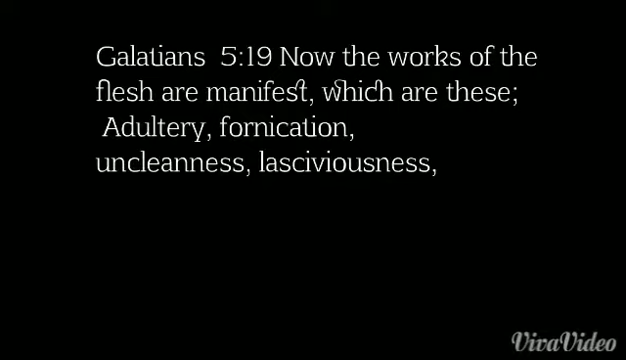 Galatians 5:19 Now the works of the
flesh are manifest, which are these;
Adultery, fornication,
uncleanness, lasciviousness,
VivaVideo